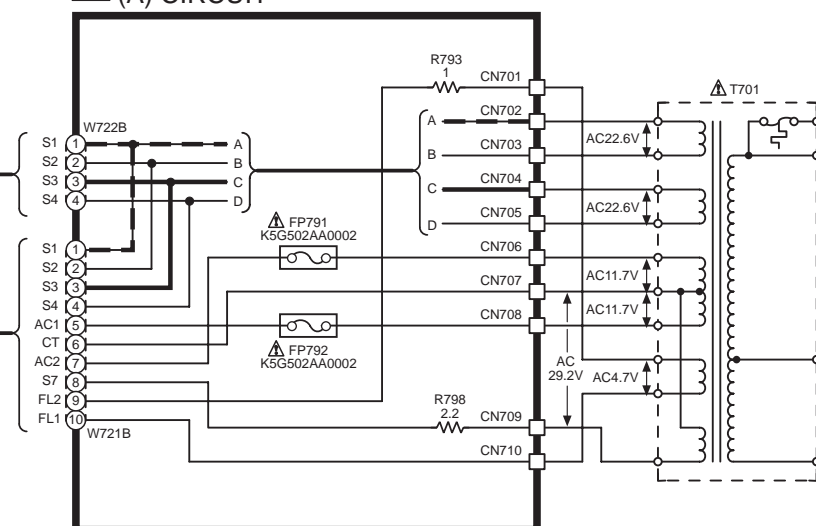 (A) CIRCUIT
R793
1
CN701
T701
W722B
CN702
S1 1 A
A
AC22.6V
S2 2 B
B
CN703
S3 3 C
C
CN704
S4 4 D
D
CN705
AC22.6V
FP791
K5G502AA0002
CN706
S1 1
S2 2
CN707
AC11.7V
S3 3
S4 4
CN708
AC11.7V
AC1 5
CT 6
FP792
K5G502AA0002
AC2 7
AC
29.2V
AC4.7V
S7 8
FL2 9
R798
2.2
CN709
FL1 10
W721B
CN710